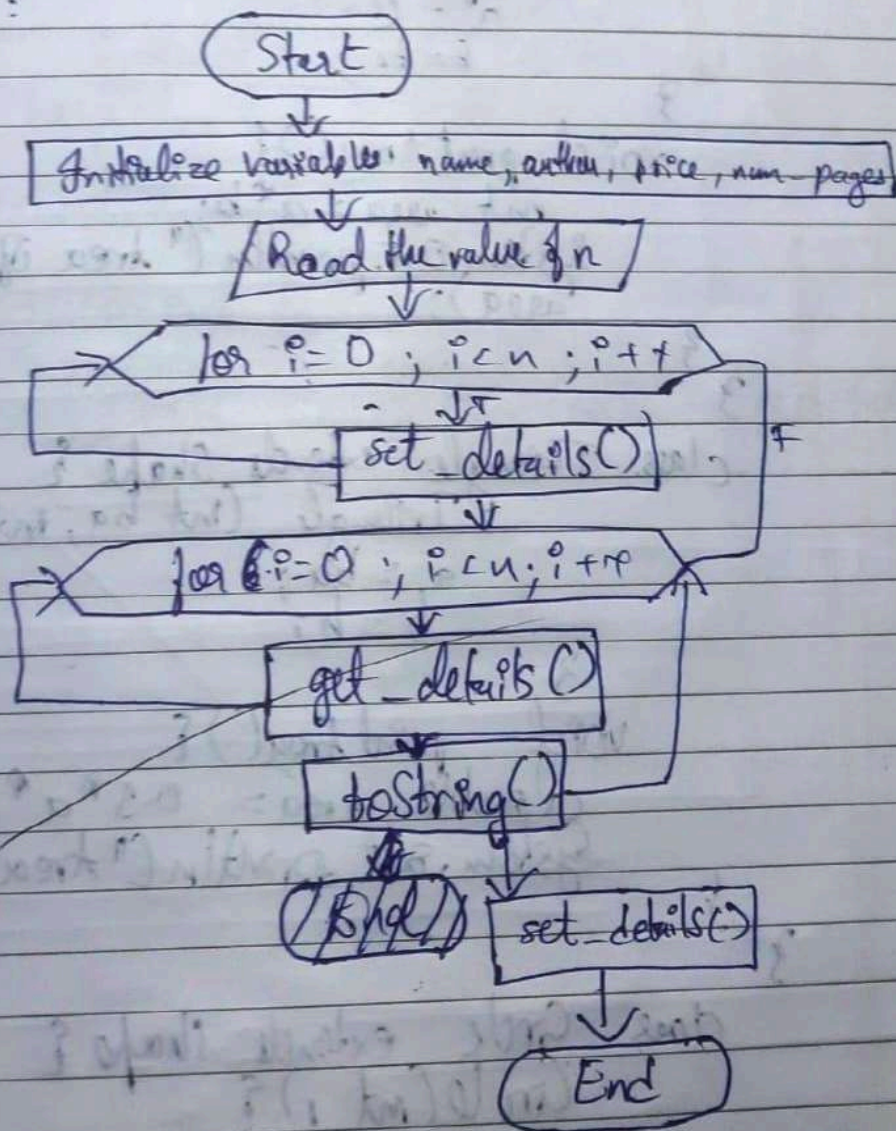 Start
Initialize variables: name, author, price, num_pages
Read the value of n
for i=0 ; i<n ; i++
T
F
set_details()
for i=0 ; i<n ; i++
get_details()
toString()
set_details()
End